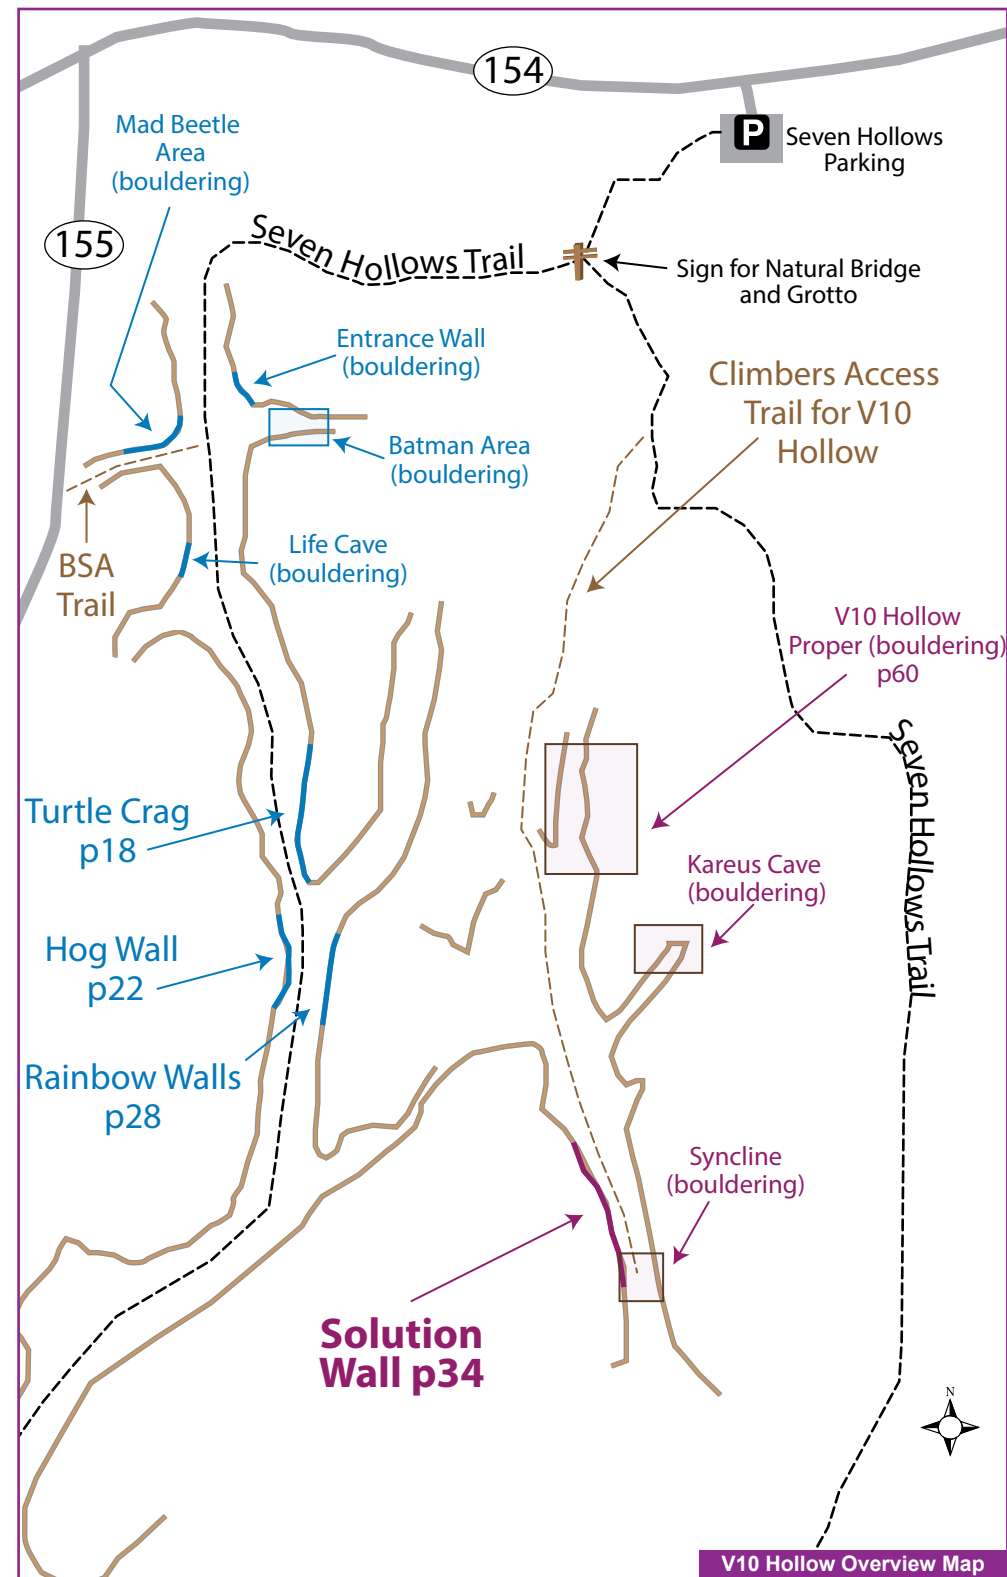 154
P
Seven Hollows
Parking
Mad Beetle
Area
(bouldering)
155
Seven Hollows Trail
Sign for Natural Bridge
and Grotto
Entrance Wall
(bouldering)
Climbers Access
Trail for V10
Hollow
Batman Area
(bouldering)
BSA
Trail
Life Cave
(bouldering)
V10 Hollow
Proper (bouldering)
p60
Seven Hollows Trail
Turtle Crag
p18
Kareus Cave
(bouldering)
Hog Wall
p22
Rainbow Walls
p28
Syncline
(bouldering)
Solution
Wall p34
N
V10 Hollow Overview Map